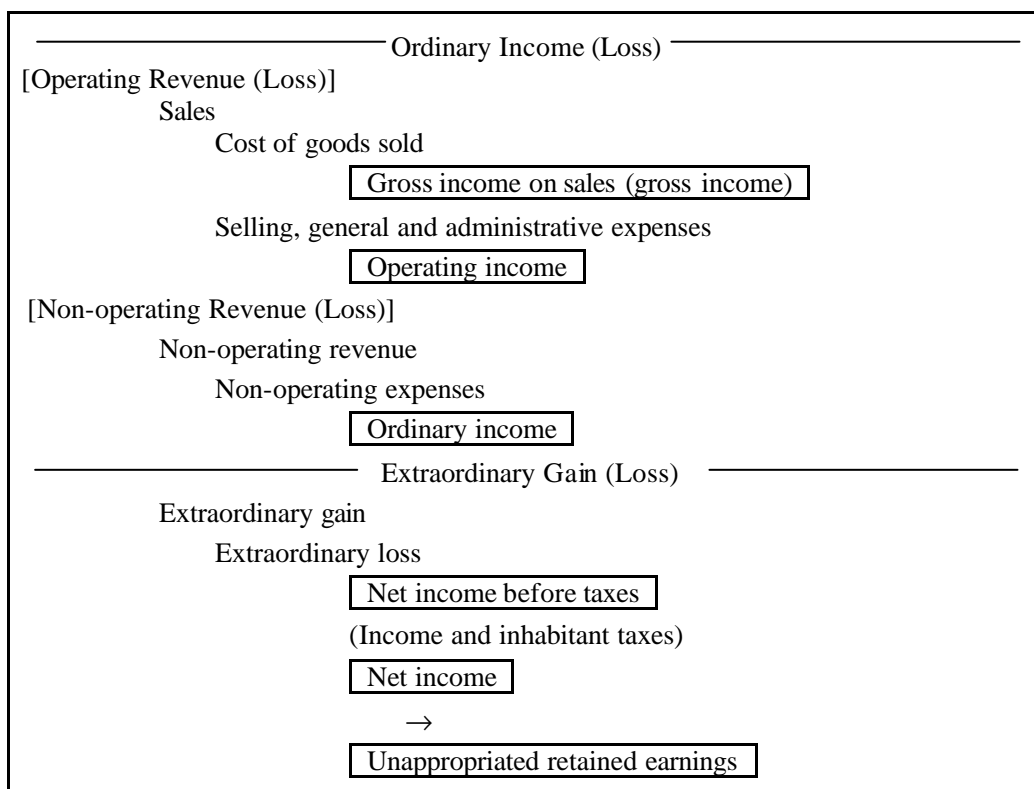 Ordinary Income (Loss)
[Operating Revenue (Loss)]
Sales
Cost of goods sold
Gross income on sales (gross income)
Selling, general and administrative expenses
Operating income
[Non-operating Revenue (Loss)]
Non-operating revenue
Non-operating expenses
Ordinary income
Extraordinary Gain (Loss)
Extraordinary gain
Extraordinary loss
Net income before taxes
(Income and inhabitant taxes)
Net income
→
Unappropriated retained earnings